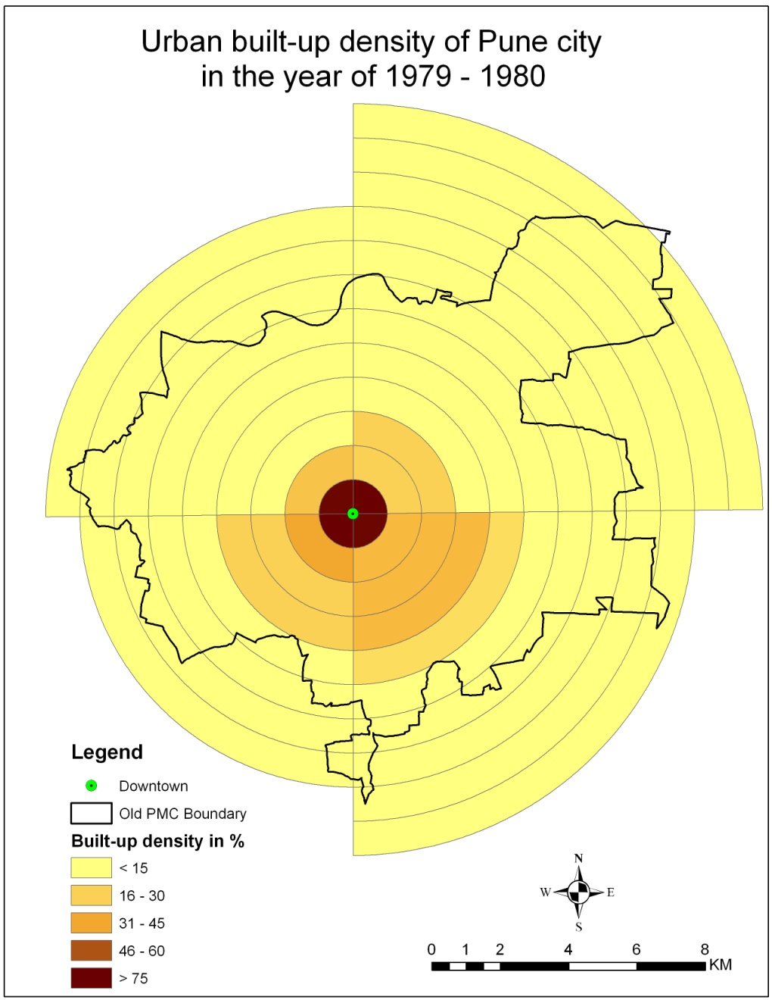 Urban built-up density of Pune city
in the year of 1979 - 1980
Legend
Downtown
Old PMC Boundary
Built-up density in %
< 15
16 - 30
31 - 45
46 - 60
> 75
N
W E
S
0 1 2 4 6 8
KM